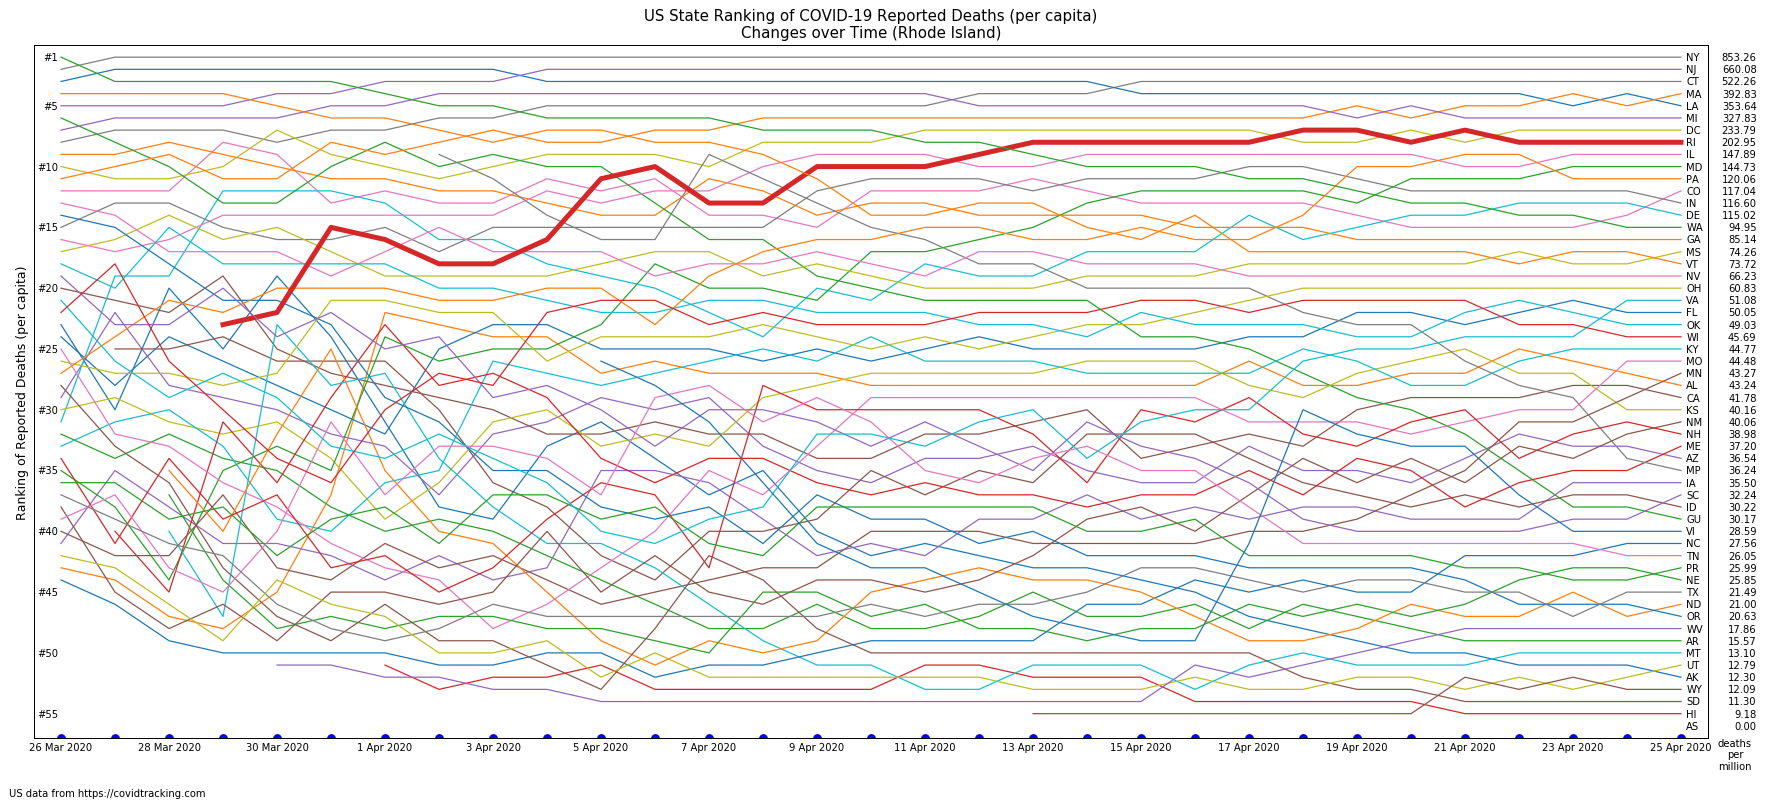 US State Ranking of COVID-19 Reported Deaths (per capita)
Changes over Time (Rhode Island)
Ranking of Reported Deaths (per capita)
#1
#5
#10
#15
#20
#25
#30
#35
#40
#45
#50
#55
NY 853.26
NJ 660.08
CT 522.26
MA 392.83
LA 353.64
MI 327.83
DC 233.79
RI 202.95
IL 147.89
MD 144.73
PA 120.06
CO 117.04
IN 116.60
DE 115.02
WA 94.95
GA 85.14
MS 74.26
VT 73.72
NV 66.23
OH 60.83
VA 51.08
FL 50.05
OK 49.03
WI 45.69
KY 44.77
MO 44.48
MN 43.27
AL 43.24
CA 41.78
KS 40.16
NM 40.06
NH 38.98
ME 37.20
AZ 36.54
MP 36.24
IA 35.50
SC 32.24
ID 30.22
GU 30.17
VI 28.59
NC 27.56
TN 26.05
PR 25.99
NE 25.85
TX 21.49
ND 21.00
OR 20.63
WV 17.86
AR 15.57
MT 13.10
UT 12.79
AK 12.30
WY 12.09
SD 11.30
HI 9.18
AS 0.00
26 Mar 2020 28 Mar 2020 30 Mar 2020 1 Apr 2020 3 Apr 2020 5 Apr 2020 7 Apr 2020 9 Apr 2020 11 Apr 2020 13 Apr 2020 15 Apr 2020 17 Apr 2020 19 Apr 2020 21 Apr 2020 23 Apr 2020 25 Apr 2020
deaths
per
million
US data from https://covidtracking.com